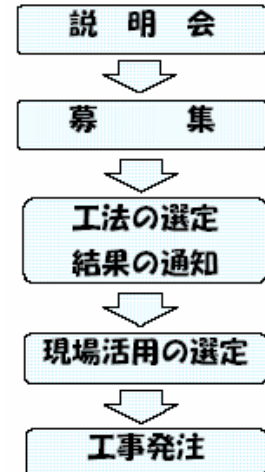 説 明 会
募 集
工法の選定
結果の通知
現場活用の選定
工事発注